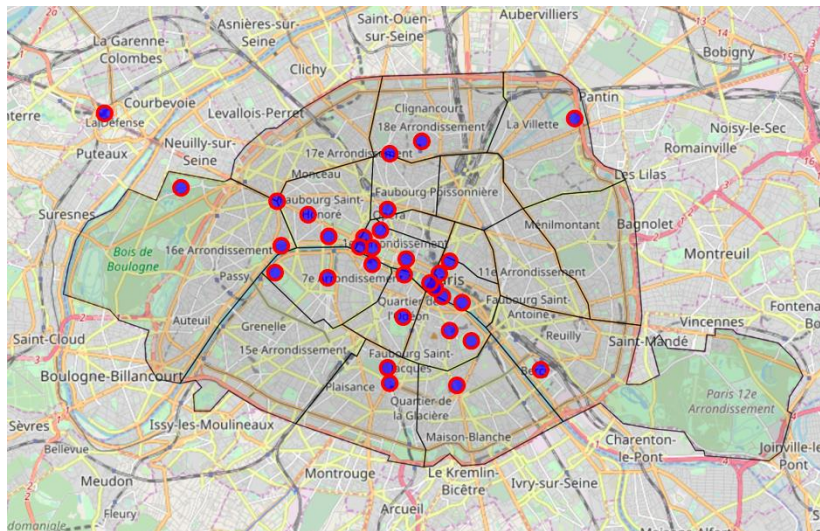 Asnières-sur-
Seine
Saint-Ouen-
sur-Seine
Aubervilliers
La Garenne-
Colombes
Bobigny
Clichy
Courbevoie
La Défense
Levallois-Perret
Clignancourt
Pantin
La Villette
18e Arrondissement
Noisy-le-Sec
Puteaux
Neuilly-sur-
Seine
17e Arrondissement
Romainville
Monceau
Faubourg-Poissonnière
Les Lilas
Suresnes
Faubourg Saint-
Honoré
Ménilmontant
Bagnolet
Bois de
Boulogne
16e Arrondissement
Arrondissement
Montreuil
Passy
7e Arrondissement
11e Arrondissement
Quartier de
Faubourg Saint-
Antoine
Fontenay
Auteuil
Grenelle
Vincennes
Saint-Cloud
15e Arrondissement
Reuilly
Saint-Mandé
Faubourg Saint-
Jacques
Boulogne-Billancourt
Plaisance
Paris 12e
Arrondissement
Quartier de
la Glacière
Sèvres
Issy-les-Moulineaux
Maison-Blanche
Charenton-
le-Pont
Joinville-le-
Pont
Bellevue
Meudon
Montrouge
Le Kremlin-
Bicêtre
Ivry-sur-Seine
Arcueil
Fleury